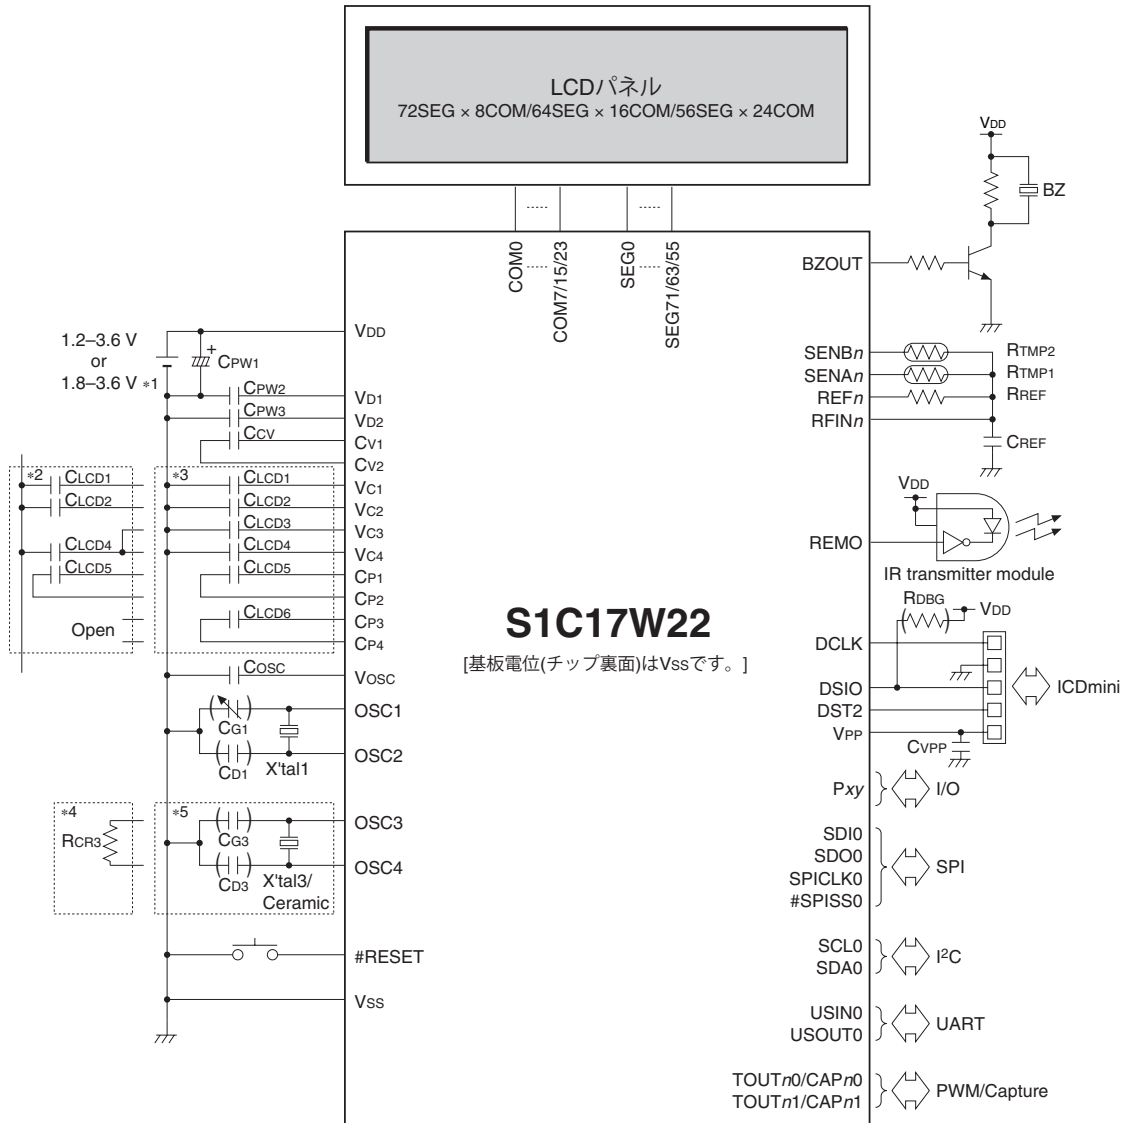 LCDパネル
72SEG × 8COM/64SEG × 16COM/56SEG × 24COM
COM0
COM7/15/23
SEG0
SEG71/63/55
VDD
BZ
BZOUT
1.2–3.6 V
or
1.8–3.6 V *1
+
CPW1
VDD
CPW2
VD1
CPW3
VD2
CCV
CV1
CV2
*2
CLCD1
CLCD2
CLCD4
CLCD5
Open
*3
CLCD1
VC1
CLCD2
VC2
CLCD3
VC3
CLCD4
VC4
CLCD5
CP1
CP2
CLCD6
CP3
CP4
COSC
VOSC
CG1
OSC1
CD1
X'tal1
OSC2
*4
RCR3
*5
CG3
OSC3
CD3
X'tal3/
Ceramic
OSC4
#RESET
VSS
S1C17W22
[基板電位(チップ裏面)はVssです。]
SENBn
RTMP2
SENAn
RTMP1
REFn
RREF
RFINn
CREF
VDD
REMO
IR transmitter module
RDBG
VDD
DCLK
DSIO
ICDmini
DST2
VPP
CVPP
Pxy
I/O
SDI0
SDO0
SPICLK0
#SPISS0
SPI
SCL0
SDA0
I2C
USIN0
USOUT0
UART
TOUTn0/CAPn0
TOUTn1/CAPn1
PWM/Capture